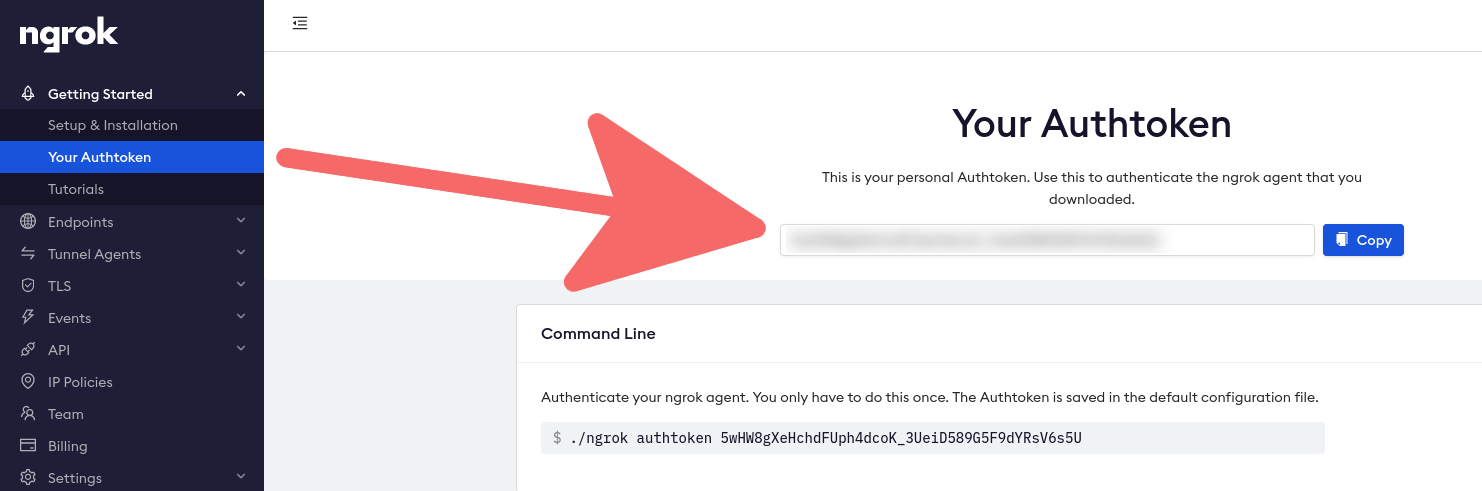 ngrok
Getting Started
Setup & Installation
Your Authtoken
Tutorials
Endpoints
Tunnel Agents
TLS
Events
API
IP Policies
Team
Billing
Settings
Your Authtoken
This is your personal Authtoken. Use this to authenticate the ngrok agent that you
downloaded.
Copy
Command Line
Authenticate your ngrok agent. You only have to do this once. The Authtoken is saved in the default configuration file.
$ ./ngrok authtoken 5wHW8gXeHchdFUph4dcoK_3UeiD589G5F9dYRsV6s5U